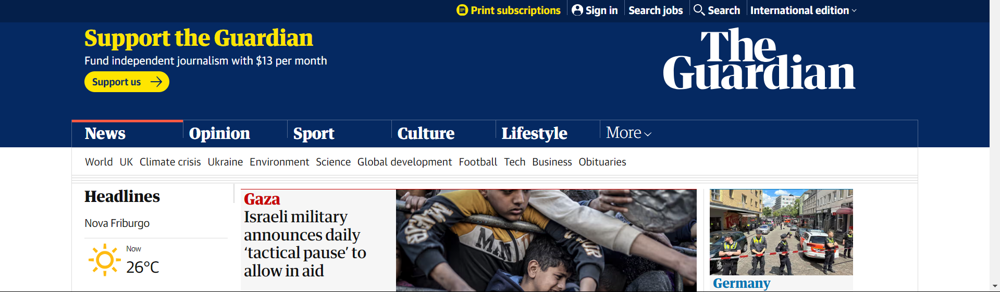 Print subscriptions
Sign in
Search jobs
Search
International edition
Support the Guardian
Fund independent journalism with $13 per month
Support us
The
Guardian
News
Opinion
Sport
Culture
Lifestyle
More
World
UK
Climate crisis
Ukraine
Environment
Science
Global development
Football
Tech
Business
Obituaries
Headlines
Nova Friburgo
Now
26°C
Gaza
Israeli military
announces daily
‘tactical pause’ to
allow in aid
Germany